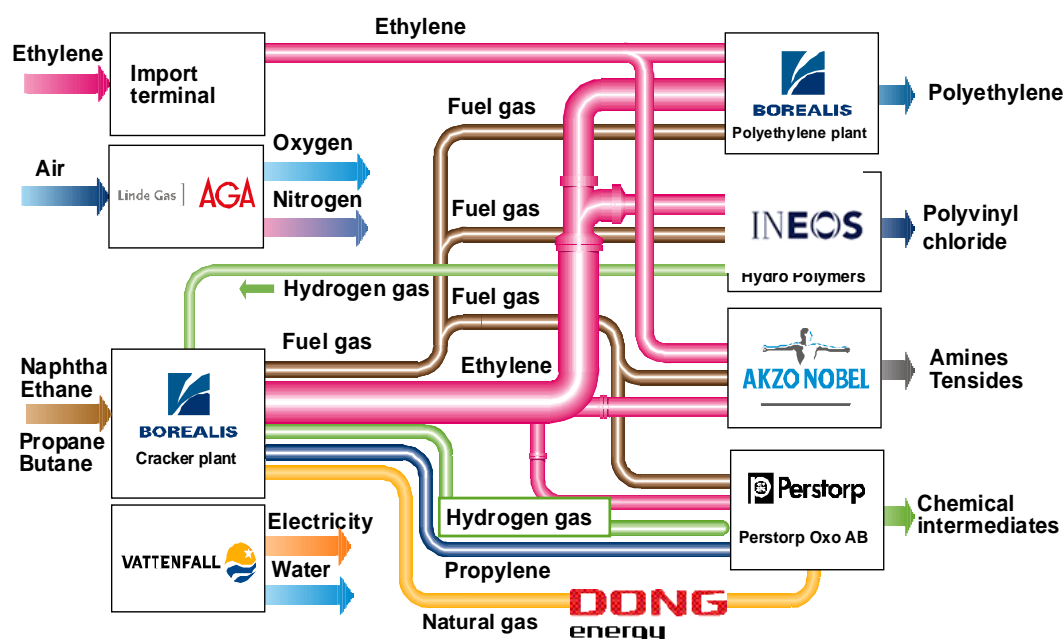 Ethylene
Ethylene
Import
terminal
BOREALIS
Polyethylene plant
Polyethylene
Fuel gas
Air
Linde Gas
AGA
Oxygen
Nitrogen
Fuel gas
INEOS
Hydro Polymers
Polyvinyl
chloride
Hydrogen gas
Fuel gas
Fuel gas
Ethylene
Naphtha
Ethane
Propane
Butane
BOREALIS
Cracker plant
AKZO NOBEL
Amines
Tensides
Hydrogen gas
Perstorp
Perstorp Oxo AB
Chemical
intermediates
Propylene
VATTENFALL
Electricity
Water
Natural gas
DONG
energy